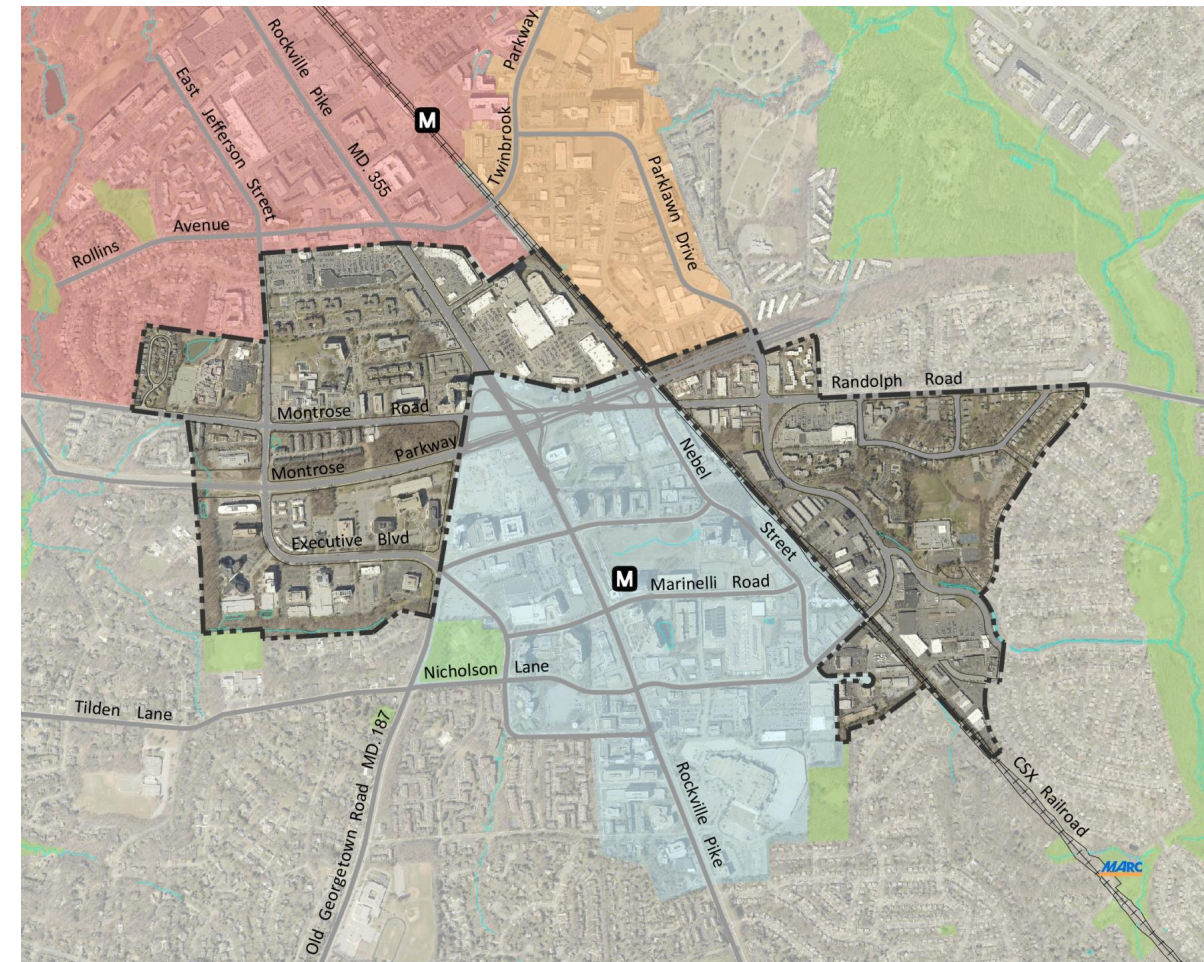 Rockville Pike
MD. 355
Twinbrook Parkway
East Jefferson Street
M
Parklawn Drive
Rollins Avenue
Randolph Road
Montrose Road
Montrose Parkway
Nebel Street
Executive Blvd
M
Marinelli Road
Nicholson Lane
Tilden Lane
Old Georgetown Road MD.187
Rockville Pike
CSX Railroad
MARC